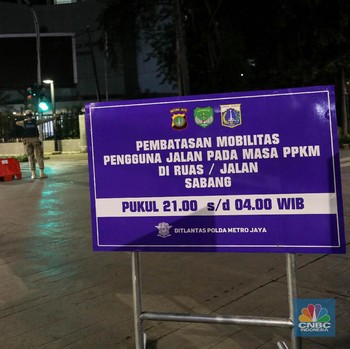 PEMBATASAN MOBILITAS
PENGGUNA JALAN PADA MASA PPKM
DI RUAS / JALAN
SABANG
PUKUL 21.00 s/d 04.00 WIB
DITLANTAS POLDA METRO JAYA
CNBC
INDONESIA